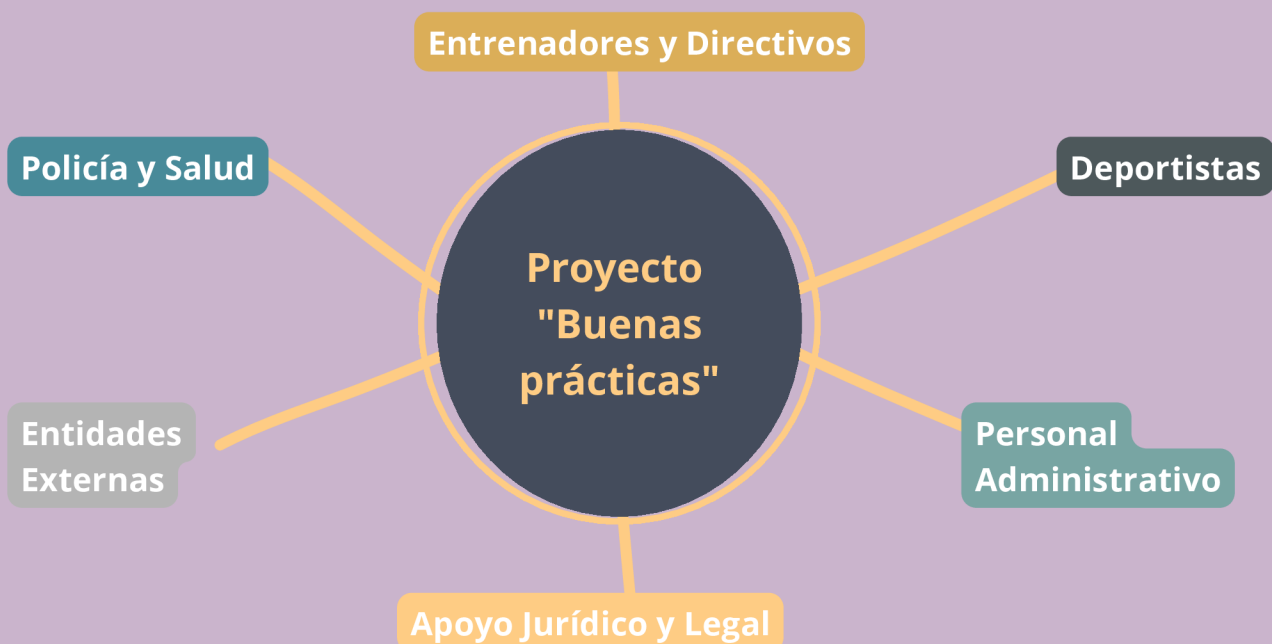 Entrenadores y Directivos
Policía y Salud
Deportistas
Proyecto
"Buenas
prácticas"
Entidades
Externas
Personal
Administrativo
Apoyo Jurídico y Legal